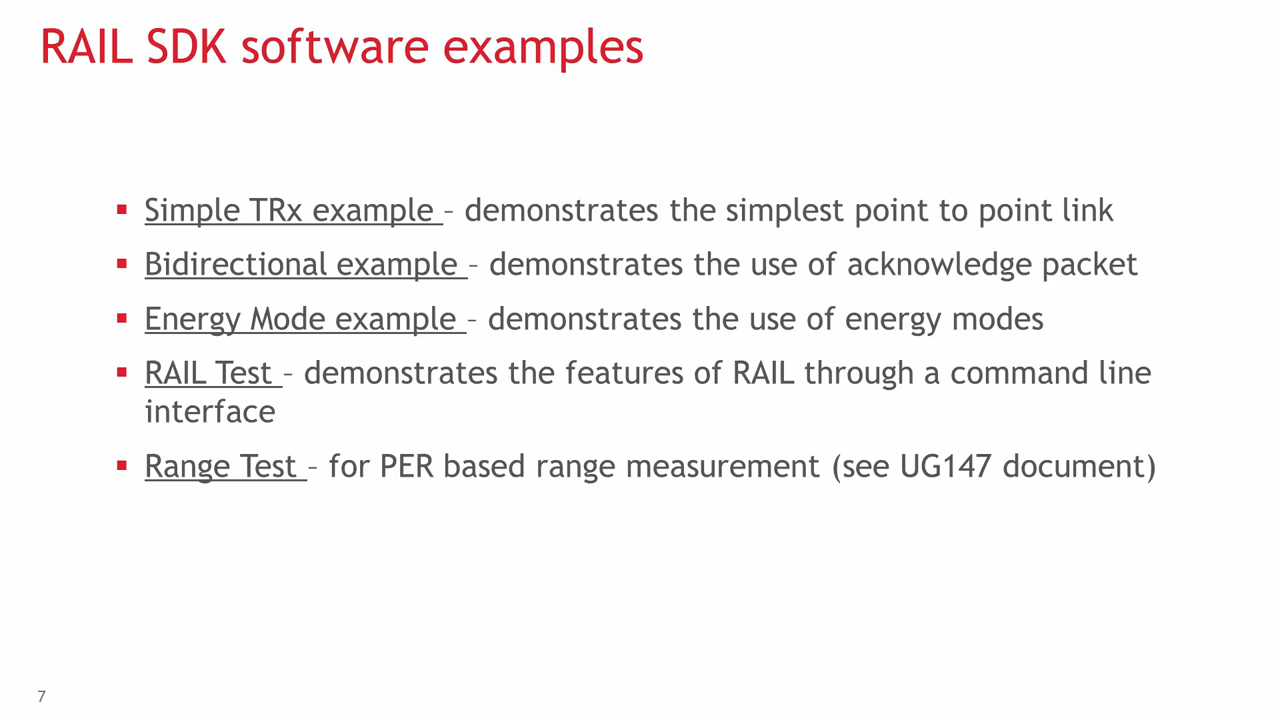 RAIL SDK software examples
▪ Simple TRx example – demonstrates the simplest point to point link
▪ Bidirectional example – demonstrates the use of acknowledge packet
▪ Energy Mode example – demonstrates the use of energy modes
▪ RAIL Test – demonstrates the features of RAIL through a command line
interface
▪ Range Test – for PER based range measurement (see UG147 document)
7